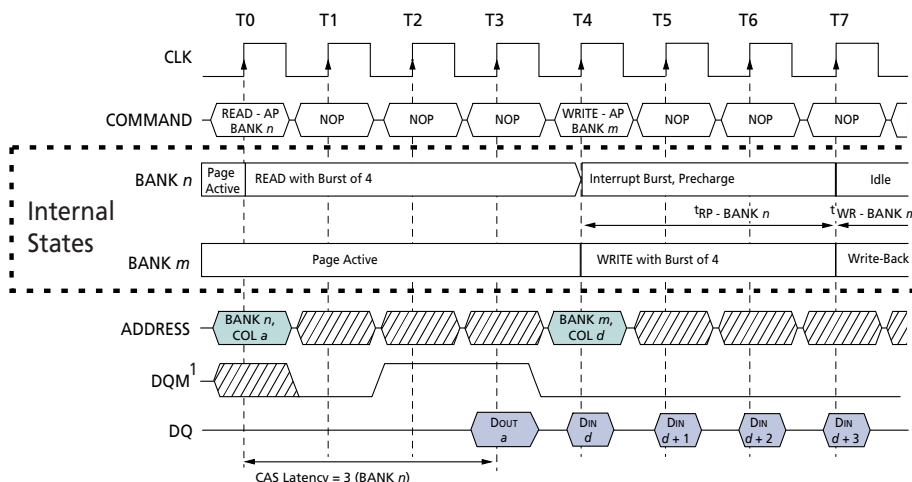 T0 T1 T2 T3 T4 T5 T6 T7
CLK
COMMAND
READ - AP
BANK n
NOP
NOP
NOP
WRITE - AP
BANK m
NOP
NOP
NOP
Internal
States
BANK n
Page
Active
READ with Burst of 4
Interrupt Burst, Precharge
Idle
tRP - BANK n
tWR - BANK m
BANK m
Page Active
WRITE with Burst of 4
Write-Back
ADDRESS
BANK n,
COL a
BANK m,
COL d
DQM1
DQ
DOUT
a
DIN
d
DIN
d + 1
DIN
d + 2
DIN
d + 3
CAS Latency = 3 (BANK n)